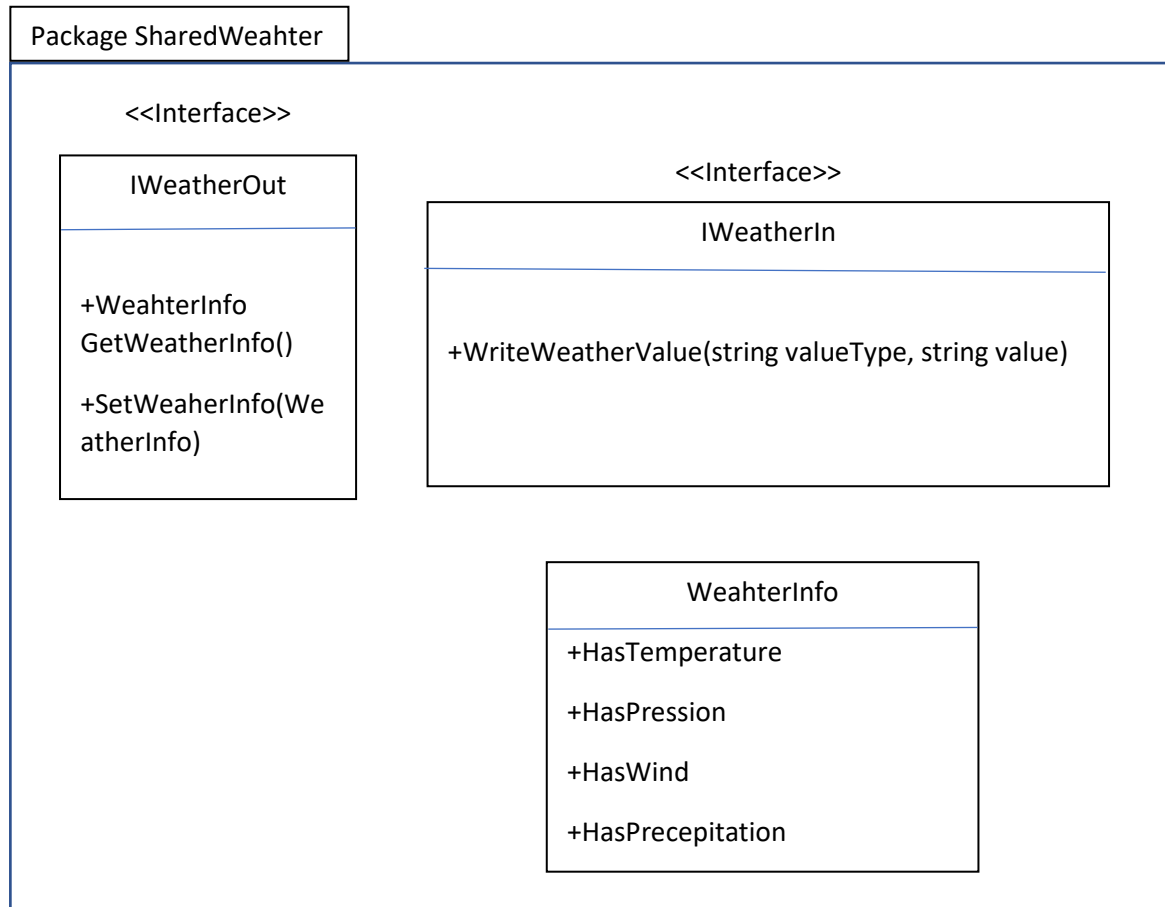 Package SharedWeahter
<<Interface>>
IWeatherOut
+WeahterInfo
GetWeatherInfo()
+SetWeaherInfo(We
atherInfo)
<<Interface>>
IWeatherIn
+WriteWeatherValue(string valueType, string value)
WeahterInfo
+HasTemperature
+HasPression
+HasWind
+HasPrecepitation